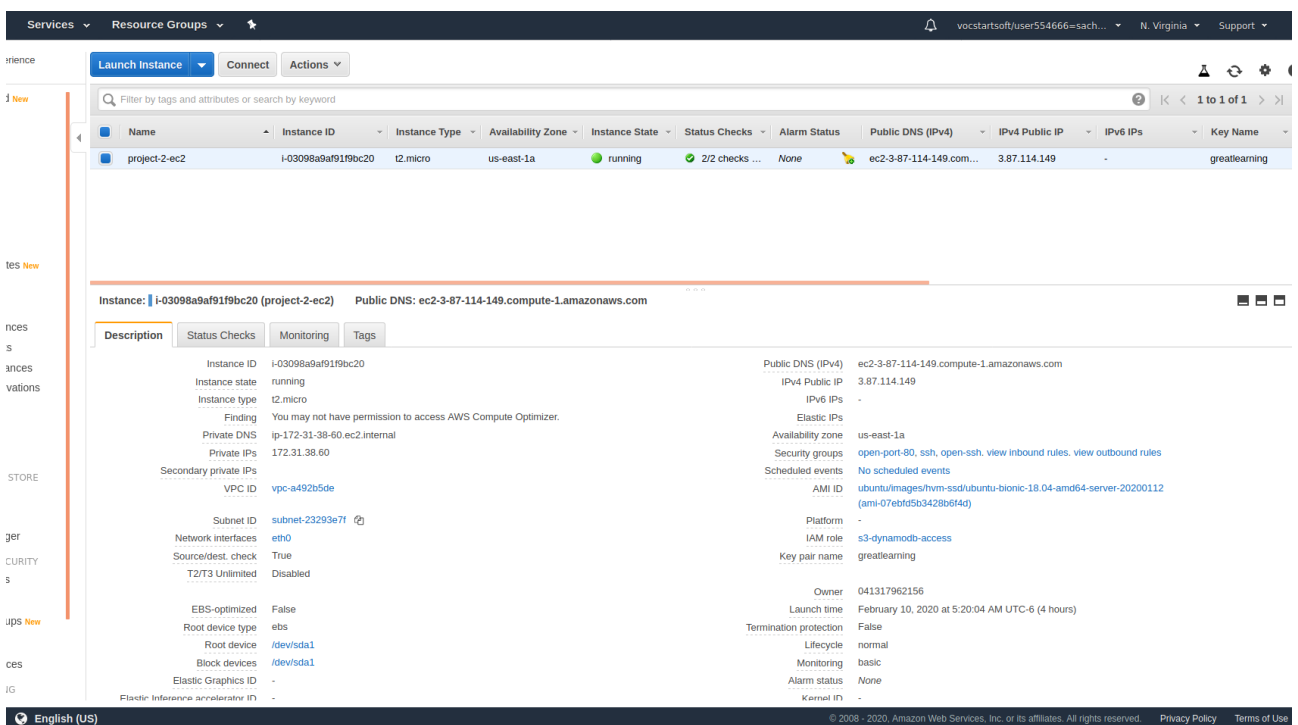 Services Resource Groups vocstartsoft/user554666=sach... N. Virginia Support
erience
Launch Instance Connect Actions
d New
Filter by tags and attributes or search by keyword 1 to 1 of 1
Name Instance ID Instance Type Availability Zone Instance State Status Checks Alarm Status Public DNS (IPv4) IPv4 Public IP IPv6 IPs Key Name
project-2-ec2 i-03098a9af91f9bc20 t2.micro us-east-1a running 2/2 checks ... None ec2-3-87-114-149.com... 3.87.114.149 - greatlearning
tes New
Instance: i-03098a9af91f9bc20 (project-2-ec2) Public DNS: ec2-3-87-114-149.compute-1.amazonaws.com
nces
s
ances
vations
STORE
ger
CURITY
s
ups New
ces
Description Status Checks Monitoring Tags
Instance ID i-03098a9af91f9bc20 Public DNS (IPv4) ec2-3-87-114-149.compute-1.amazonaws.com
Instance state running IPv4 Public IP 3.87.114.149
Instance type t2.micro IPv6 IPs -
Finding You may not have permission to access AWS Compute Optimizer. Elastic IPs
Private DNS ip-172-31-38-60.ec2.internal Availability zone us-east-1a
Private IPs 172.31.38.60 Security groups open-port-80, ssh, open-ssh. view inbound rules. view outbound rules
Secondary private IPs Scheduled events No scheduled events
VPC ID vpc-a492b5de AMI ID ubuntu/images/hvm-ssd/ubuntu-bionic-18.04-amd64-server-20200112
(ami-07ebfd5b3428b6f4d)
Subnet ID subnet-23293e7f Platform -
Network interfaces eth0 IAM role s3-dynamodb-access
Source/dest. check True Key pair name greatlearning
T2/T3 Unlimited Disabled
Owner 041317962156
EBS-optimized False Launch time February 10, 2020 at 5:20:04 AM UTC-6 (4 hours)
Root device type ebs Termination protection False
Root device /dev/sda1 Lifecycle normal
Block devices /dev/sda1 Monitoring basic
Elastic Graphics ID - Alarm status None
Elastic Inference accelerator ID - Kernel ID -
English (US) © 2008 - 2020, Amazon Web Services, Inc. or its affiliates. All rights reserved. Privacy Policy Terms of Use